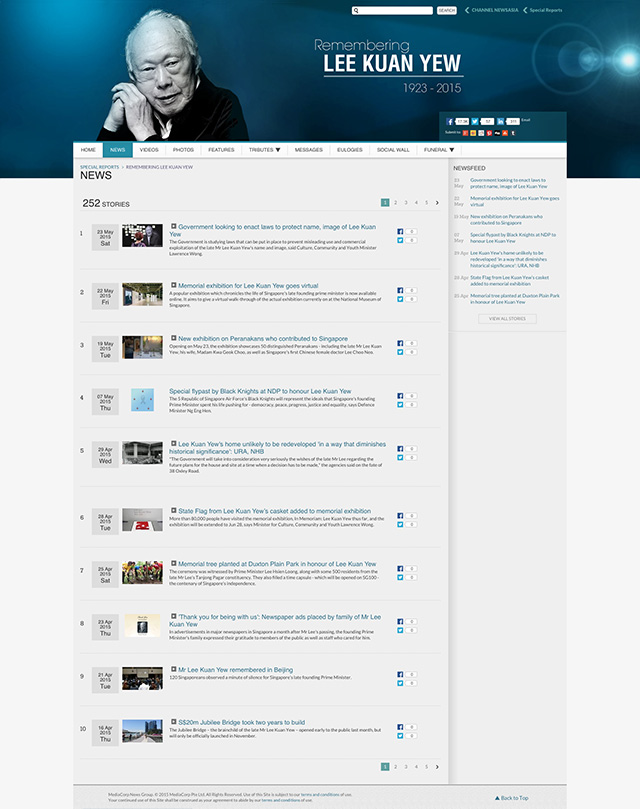 SEARCH
CHANNEL NEWSASIA
Special Reports
Remembering
LEE KUAN YEW
1923 - 2015
Email
Submit to:
HOME
NEWS
VIDEOS
PHOTOS
FEATURES
TRIBUTES
MESSAGES
EULOGIES
SOCIAL WALL
FUNERAL
SPECIAL REPORTS > REMEMBERING LEE KUAN YEW
NEWS
252 STORIES
1 2 3 4 5
1
23 May
2015
Sat
Government looking to enact laws to protect name, image of Lee Kuan
Yew
The Government is studying laws that can be put in place to prevent misleading use and commercial
exploitation of the late Mr Lee Kuan Yew's name and image, said Culture, Community and Youth Minister
Lawrence Wong.
0
0
2
22 May
2015
Fri
Memorial exhibition for Lee Kuan Yew goes virtual
A popular exhibition which chronicles the life of Singapore's late founding prime minister is now available
online. It aims to give a virtual walk-through of the actual exhibition currently on at the National Museum of
Singapore.
0
0
3
19 May
2015
Tue
New exhibition on Peranakans who contributed to Singapore
Opening on May 23, the exhibition showcases 50 distinguished Peranakans - including the late Mr Lee Kuan
Yew, his wife, Madam Kwa Geok Choo, as well as Singapore's first Chinese female doctor Lee Choo Neo.
0
0
4
07 May
2015
Thu
Special flypast by Black Knights at NDP to honour Lee Kuan Yew
The 5 Republic of Singapore Air Force's Black Knights will represent the ideals that Singapore's founding
Prime Minister spent his life pushing for - democracy, peace, progress, justice and equality, says Defence
Minister Ng Eng Hen.
0
0
5
29 Apr
2015
Wed
Lee Kuan Yew's home unlikely to be redeveloped 'in a way that diminishes
historical significance': URA, NHB
"The Government will take into consideration very seriously the wishes of the late Mr Lee regarding the
future plans for the house and site at a time when a decision has to be made," the agencies said on the fate of
38 Oxley Road.
0
0
6
28 Apr
2015
Tue
State Flag from Lee Kuan Yew's casket added to memorial exhibition
More than 80,000 people have visited the memorial exhibition, In Memoriam: Lee Kuan Yew thus far, and the
exhibition will be extended to Jun 28, says Minister for Culture, Community and Youth Lawrence Wong.
0
0
7
25 Apr
2015
Sat
Memorial tree planted at Duxton Plain Park in honour of Lee Kuan Yew
The ceremony was witnessed by Prime Minister Lee Hsien Loong, along with some 500 residents from the
late Mr Lee's Tanjong Pagar constituency. They also filled a time capsule - which will be opened on SG100 -
the centenary of Singapore's independence.
0
0
8
23 Apr
2015
Thu
'Thank you for being with us': Newspaper ads placed by family of Mr Lee
Kuan Yew
In advertisements in major newspapers in Singapore a month after Mr Lee's passing, the founding Prime
Minister's family expressed their gratitude to members of the public as well as staff who cared for him.
0
0
9
21 Apr
2015
Tue
Mr Lee Kuan Yew remembered in Beijing
120 Singaporeans observed a minute of silence for Singapore's late founding Prime Minister.
0
0
10
16 Apr
2015
Thu
S$20m Jubilee Bridge took two years to build
The Jubilee Bridge – the brainchild of the late Mr Lee Kuan Yew – opened early to the public last month, but
will only be officially launched in November.
0
0
1 2 3 4 5
NEWSFEED
23
May
Government looking to enact laws to
protect name, image of Lee Kuan Yew
22
May
Memorial exhibition for Lee Kuan Yew goes
virtual
New exhibition on Peranakans who
contributed to Singapore
07
May
Special flypast by Black Knights at NDP to
honour Lee Kuan Yew
Lee Kuan Yew's home unlikely to be
redeveloped 'in a way that diminishes
historical significance': URA, NHB
State Flag from Lee Kuan Yew's casket
added to memorial exhibition
Memorial tree planted at Duxton Plain Park
in honour of Lee Kuan Yew
VIEW ALL STORIES
MediaCorp News Group. © 2015 MediaCorp Pte Ltd. All Rights Reserved. Use of this Site is subject to our terms and conditions of use.
Your continued use of this Site shall be construed as your agreement to abide by our terms and conditions of use.
Back to Top